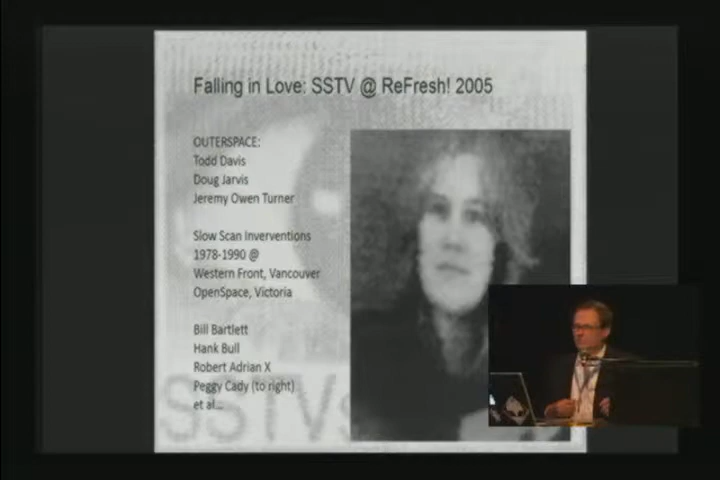 Falling in Love: SSTV @ ReFresh! 2005
OUTERSPACE:
Todd Davis
Doug Jarvis
Jeremy Owen Turner
Slow Scan Inverventions
1978-1990 @
Western Front, Vancouver
OpenSpace, Victoria
Bill Bartlett
Hank Bull
Robert Adrian X
Peggy Cady (to right)
et al...
SSTV